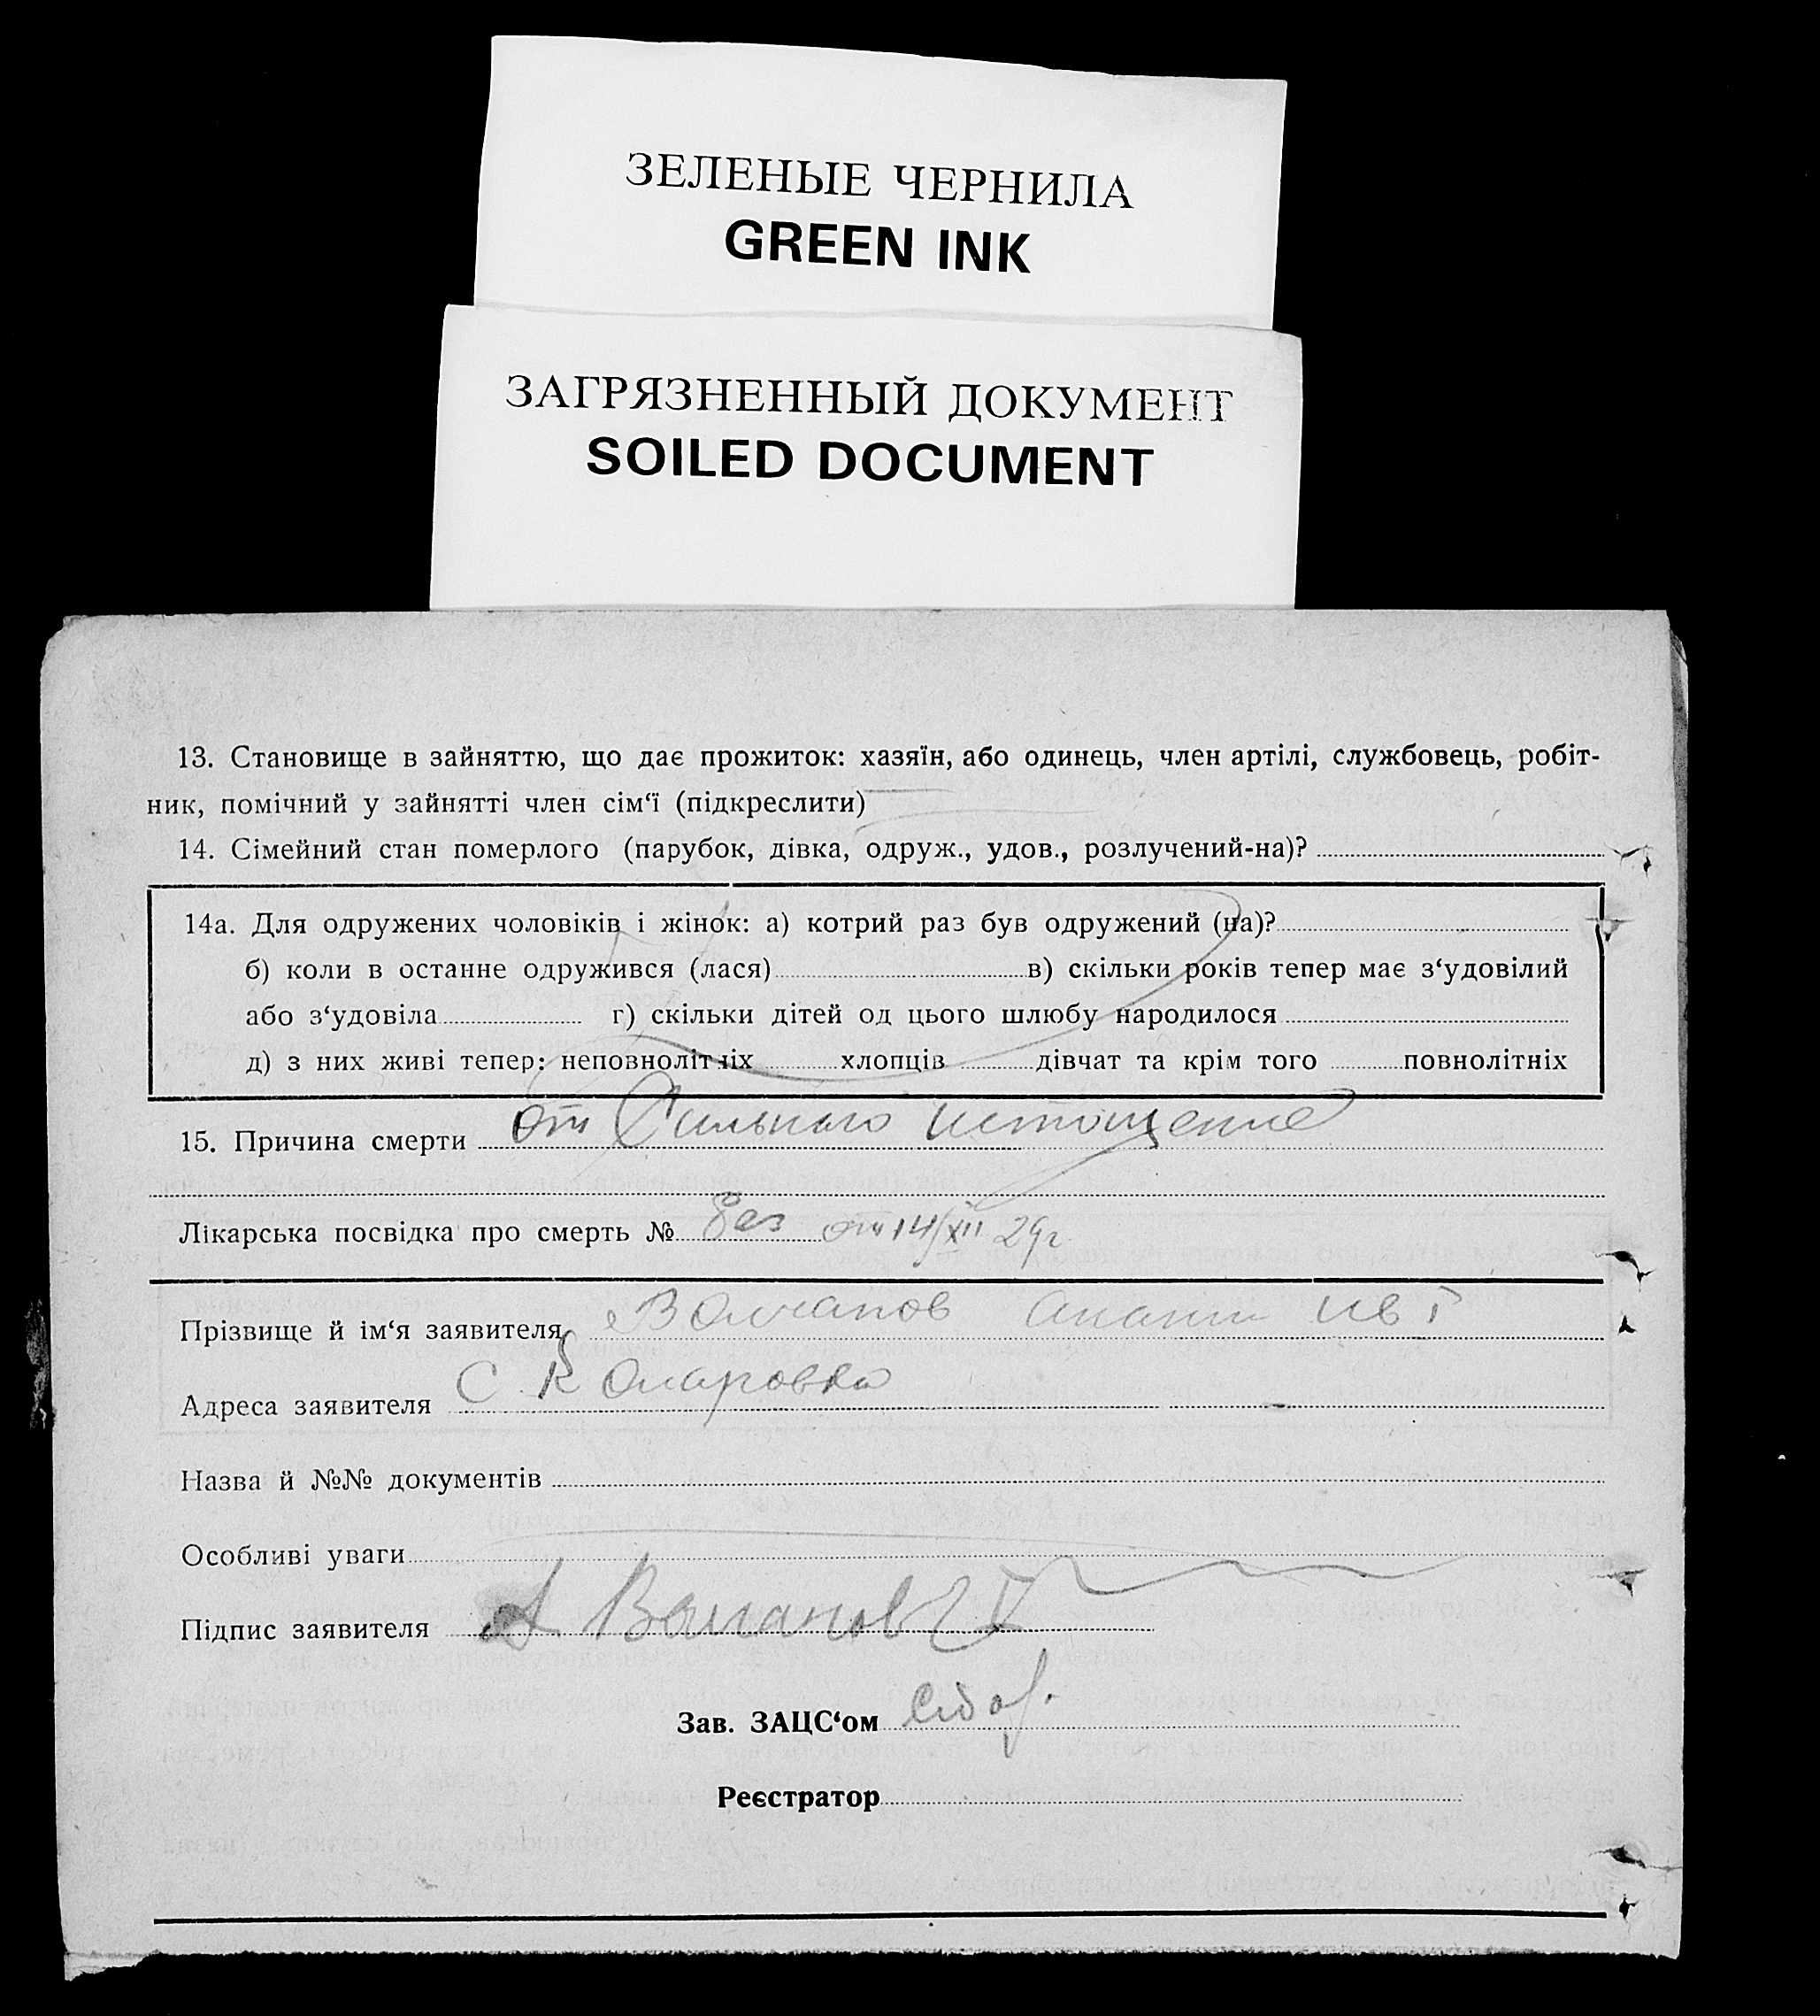 ЗЕЛЕНЫЕ ЧЕРНИЛА
GREEN INK
ЗАГРЯЗНЕННЫЙ ДОКУМЕНТ
SOILED DOCUMENT
13. Становище в зайняттю, що дає прожиток: хазяїн, або одинець, член артілі, службовець, робіт-
ник, помічний у зайнятті член сім‘ї (підкреслити)
14. Сімейний стан померлого (парубок, дівка, одруж., удов., розлучений-на)?
14а. Для одружених чоловіків і жінок: а) котрий раз був одружений (на)?
б) коли в останне одружився (лася) в) скільки років тепер має з‘удовілий
або з‘удовіла г) скільки дітей од цього шлюбу народилося
д) з них живі тепер: неповнолітніх хлопців дівчат та крім того повнолітніх
15. Причина смерти от Сильного истощение
Лікарська посвідка про смерть № без от 14/XII 29г
Прізвище й ім‘я заявителя
Адреса заявителя С.
Назва й №№ документів
Особливі уваги
Підпис заявителя А
Зав. ЗАЦС‘ом
Реєстратор